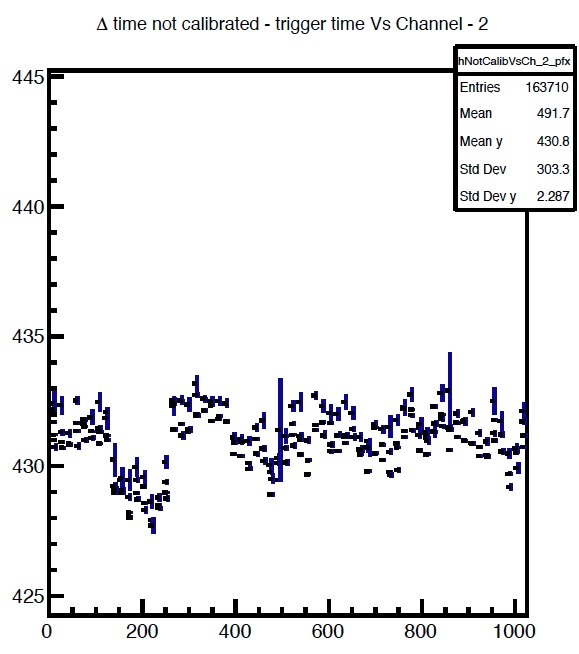 Δ time not calibrated - trigger time Vs Channel - 2
hNotCalibVsCh_2_pfx
Entries 163710
Mean 491.7
Mean y 430.8
Std Dev 303.3
Std Dev y 2.287
445
440
435
430
425
0 200 400 600 800 1000